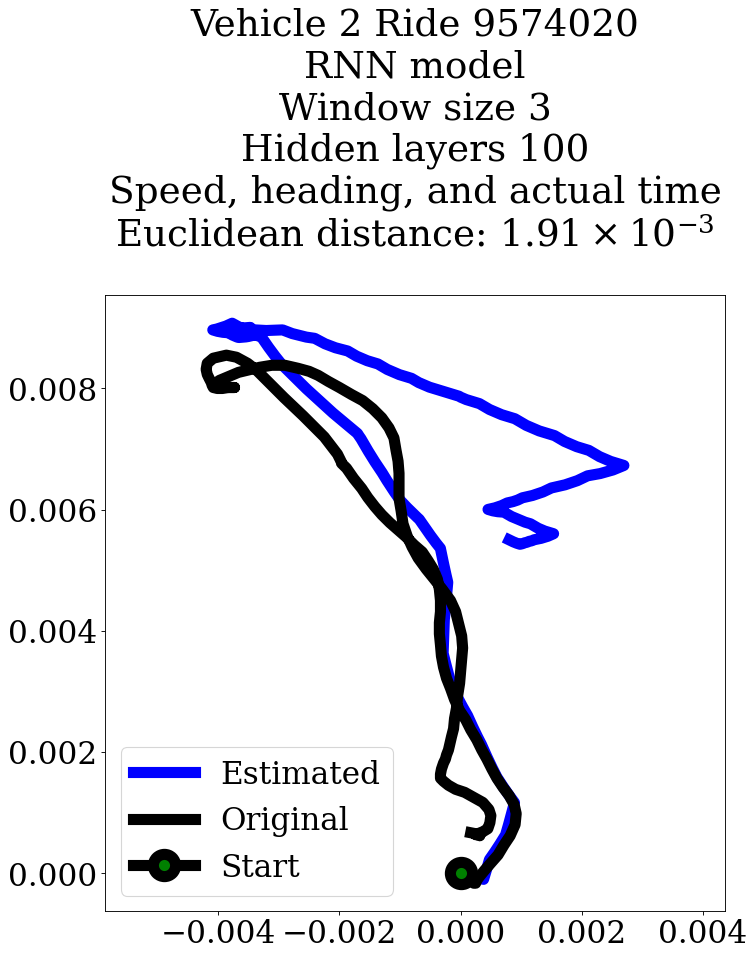 Vehicle 2 Ride 9574020
RNN model
Window size 3
Hidden layers 100
Speed, heading, and actual time
Euclidean distance: 1.91 × 10⁻³
0.008
0.006
0.004
0.002
0.000
Estimated
Original
Start
−0.004 −0.002 0.000 0.002 0.004